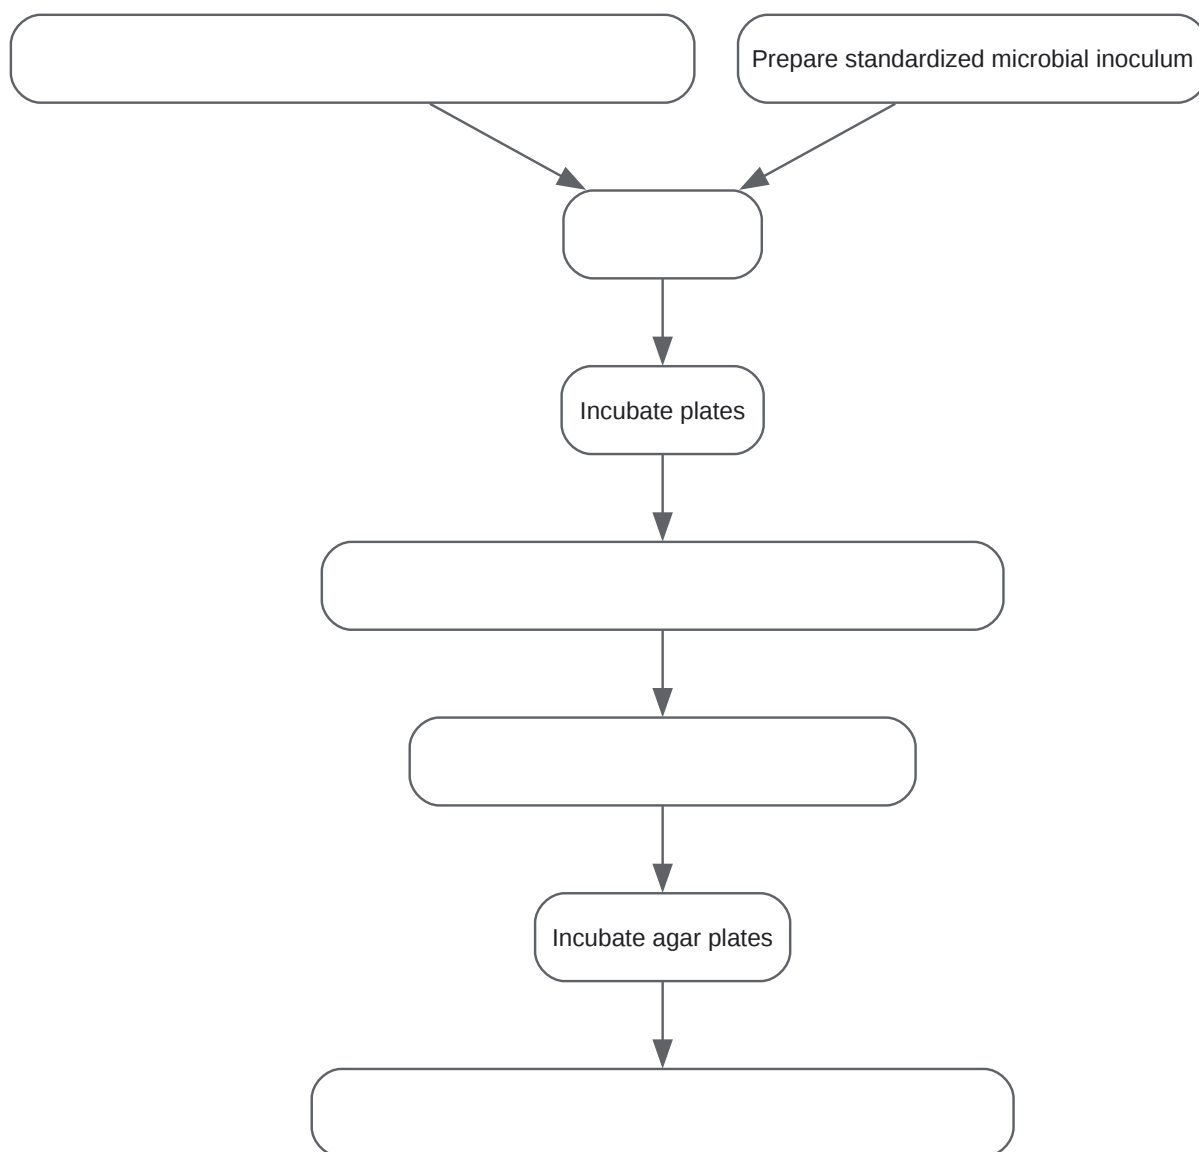 Prepare standardized microbial inoculum
Incubate plates
Incubate agar plates